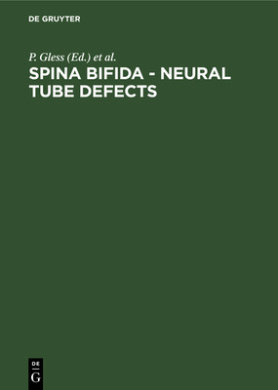 DE GRUYTER
P. Gless (Ed.) et al.
SPINA BIFIDA - NEURAL
TUBE DEFECTS
DE
G